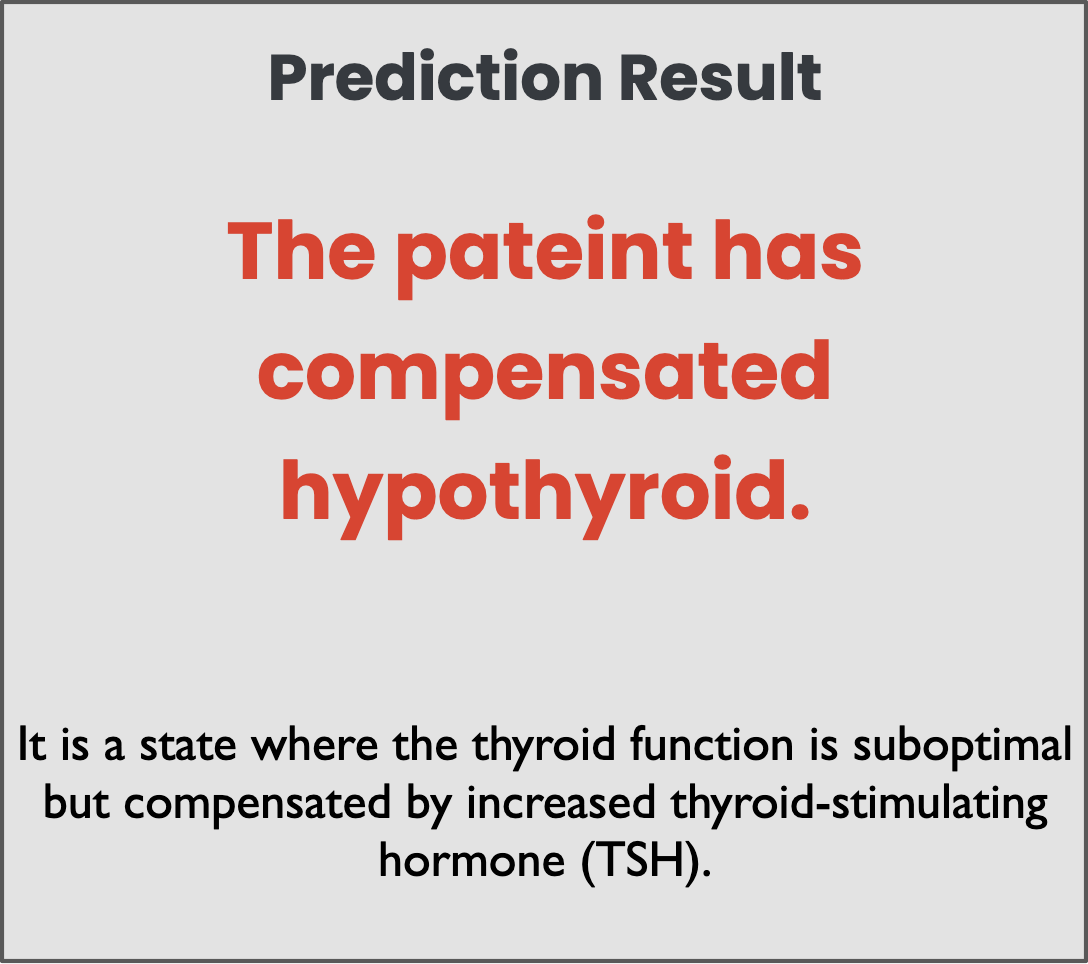 Prediction Result
The pateint has
compensated
hypothyroid.
It is a state where the thyroid function is suboptimal
but compensated by increased thyroid-stimulating
hormone (TSH).